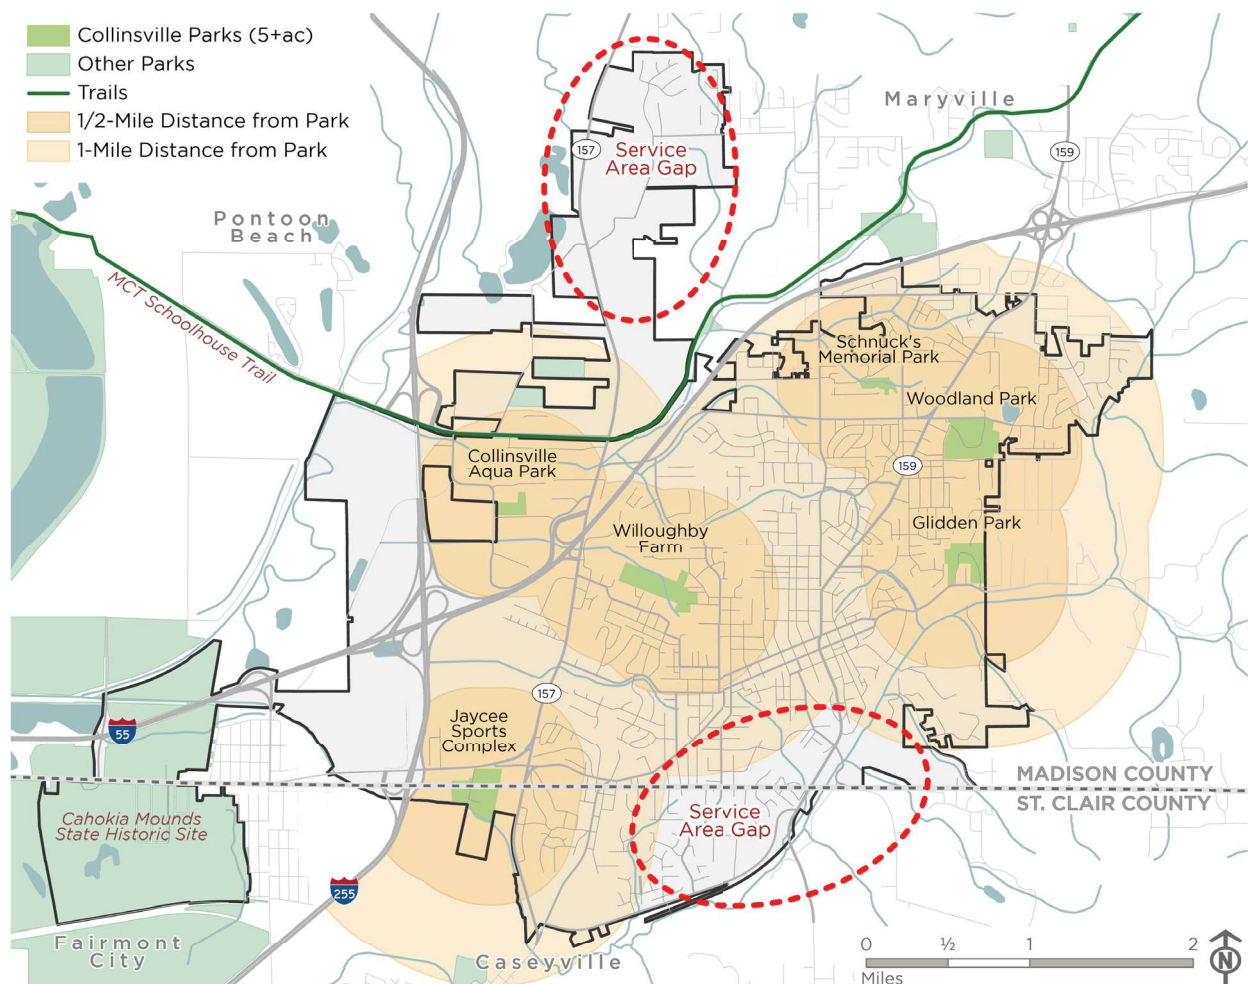 Collinsville Parks (5+ac)
Other Parks
Trails
1/2-Mile Distance from Park
1-Mile Distance from Park
Maryville
157
Service
Area Gap
159
Pontoon
Beach
MCT Schoolhouse Trail
Schnuck's
Memorial Park
Woodland Park
Collinsville
Aqua Park
159
Willoughby
Farm
Glidden Park
157
Jaycee
Sports
Complex
55
MADISON COUNTY
ST. CLAIR COUNTY
Service
Area Gap
Cahokia Mounds
State Historic Site
255
Fairmont
City
Caseyville
0 ½ 1 2
Miles
N